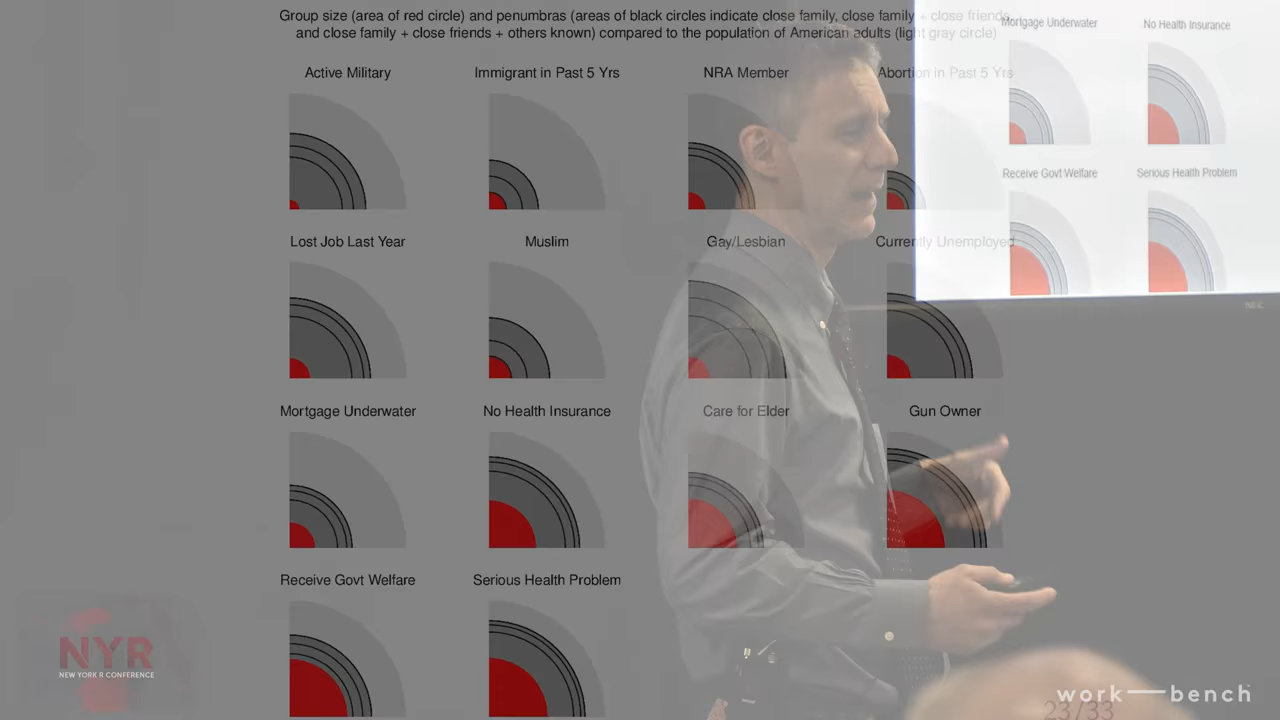 Group size (area of red circle) and penumbras (areas of black circles indicate close family, close family + close friends,
and close family + close friends + others known) compared to the population of American adults (light gray circle)
Active Military
Immigrant in Past 5 Yrs
NRA Member
Abortion in Past 5 Yrs
Lost Job Last Year
Muslim
Gay/Lesbian
Currently Unemployed
Mortgage Underwater
No Health Insurance
Care for Elder
Gun Owner
Receive Govt Welfare
Serious Health Problem
Mortgage Underwater
No Health Insurance
Receive Govt Welfare
Serious Health Problem
NEC
NYR
NEW YORK R CONFERENCE
work—bench
23/33